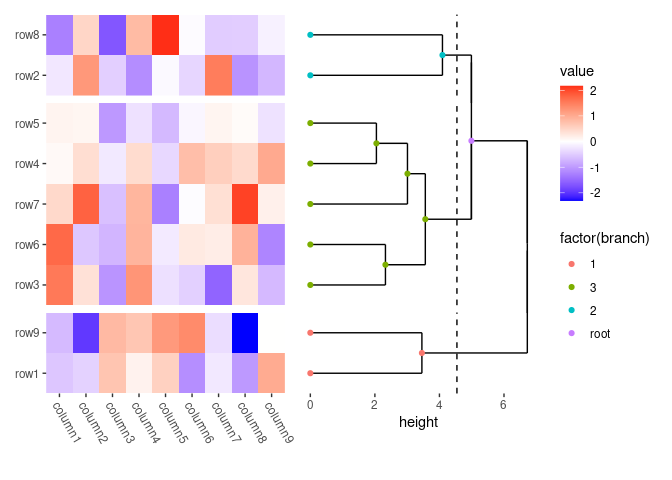 row8
row2
row5
row4
row7
row6
row3
row9
row1
column1
column2
column3
column4
column5
column6
column7
column8
column9
0
2
4
6
height
value
2
1
0
-1
-2
factor(branch)
1
3
2
root